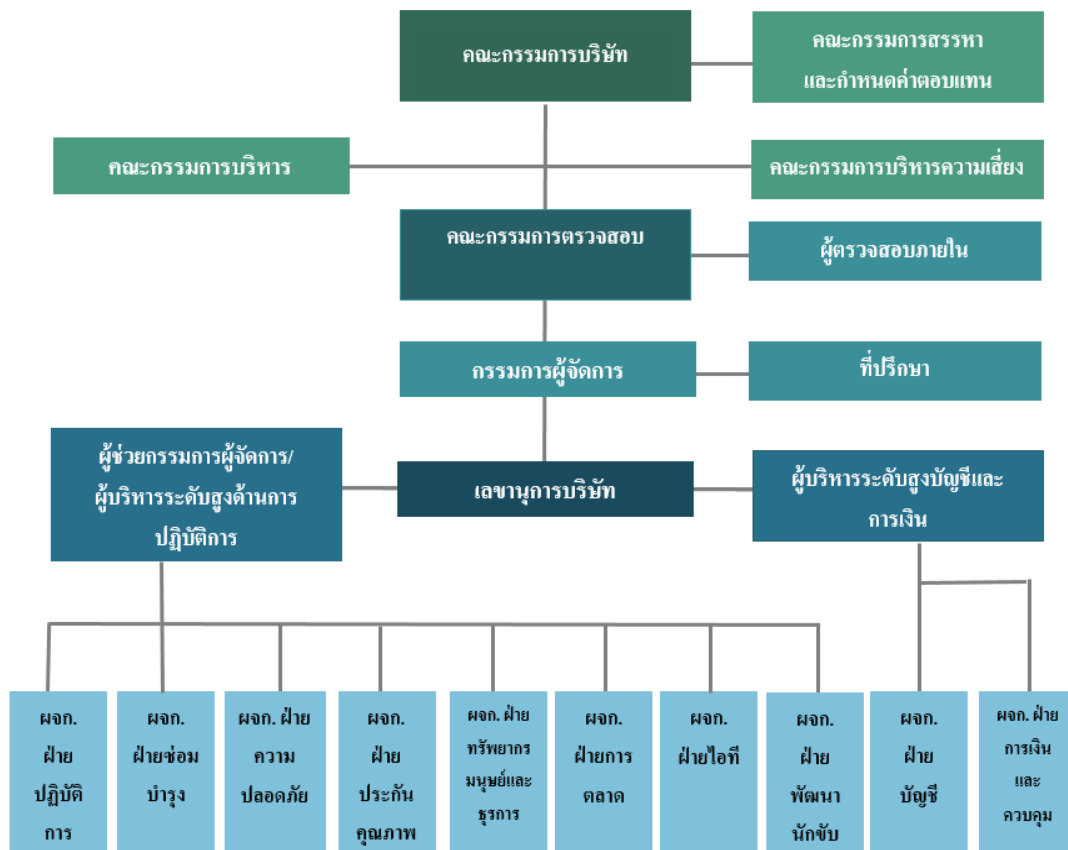 คณะกรรมการบริษัท
คณะกรรมการสรรหา
และกำหนดค่าตอบแทน
คณะกรรมการบริหาร
คณะกรรมการบริหารความเสี่ยง
คณะกรรมการตรวจสอบ
ผู้ตรวจสอบภายใน
กรรมการผู้จัดการ
ที่ปรึกษา
ผู้ช่วยกรรมการผู้จัดการ/
ผู้บริหารระดับสูงด้านการ
ปฏิบัติการ
เลขานุการบริษัท
ผู้บริหารระดับสูงบัญชีและ
การเงิน
ผจก.
ฝ่าย
ปฏิบัติ
การ
ผจก.
ฝ่ายซ่อม
บำรุง
ผจก. ฝ่าย
ความ
ปลอดภัย
ผจก.
ฝ่าย
ประกัน
คุณภาพ
ผจก. ฝ่าย
ทรัพยากร
มนุษย์และ
ธุรการ
ผจก.
ฝ่ายการ
ตลาด
ผจก.
ฝ่ายไอที
ผจก.
ฝ่าย
พัฒนา
นักขับ
ผจก.
ฝ่าย
บัญชี
ผจก. ฝ่าย
การเงิน
และ
ควบคุม